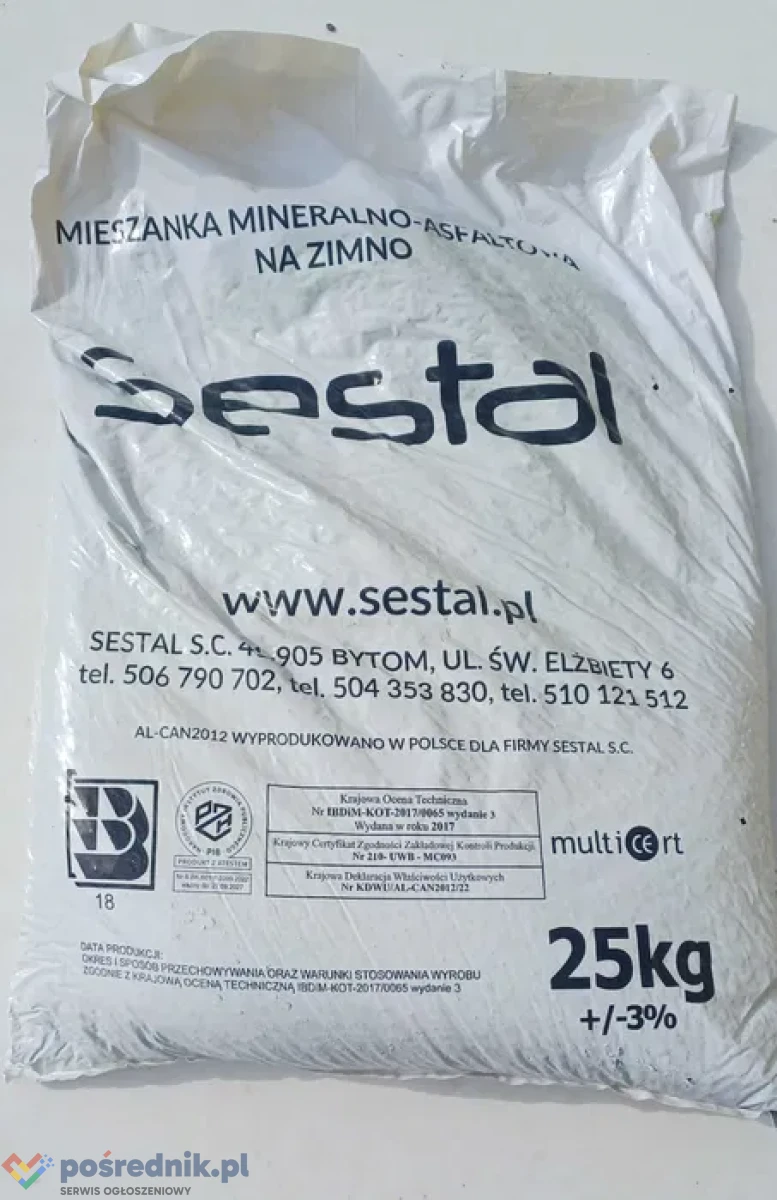 MIESZANKA MINERALNO-ASFALTOWA
NA ZIMNO
Sestal
www.sestal.pl
SESTAL S.C. 905 BYTOM, UL. ŚW. ELŻBIETY 6
tel. 506 790 702, tel. 504 353 830, tel. 510 121 512
AL-CAN2012 WYPRODUKOWANO W POLSCE DLA FIRMY SESTAL S.C.
B
18
PZH
PIB
PRODUKT Z ATESTEM
Krajowa Ocena Techniczna
Nr IBDiM-KOT-2017/0065 wydanie 3
Wydana w roku 2017
Krajowy Certyfikat Zgodności Zakładowej Kontroli Produkcji
Nr 210- UWB - MC093
Krajowa Deklaracja Właściwości Użytkowych
Nr KDWU/AL-CAN2012/22
multicert
DATA PRODUKCJI:
OKRES I SPOSÓB PRZECHOWYWANIA ORAZ WARUNKI STOSOWANIA WYROBU
ZGODNIE Z KRAJOWĄ OCENĄ TECHNICZNĄ IBDiM-KOT-2017/0065 wydanie 3
25kg
+/-3%
pośrednik.pl
SERWIS OGŁOSZENIOWY